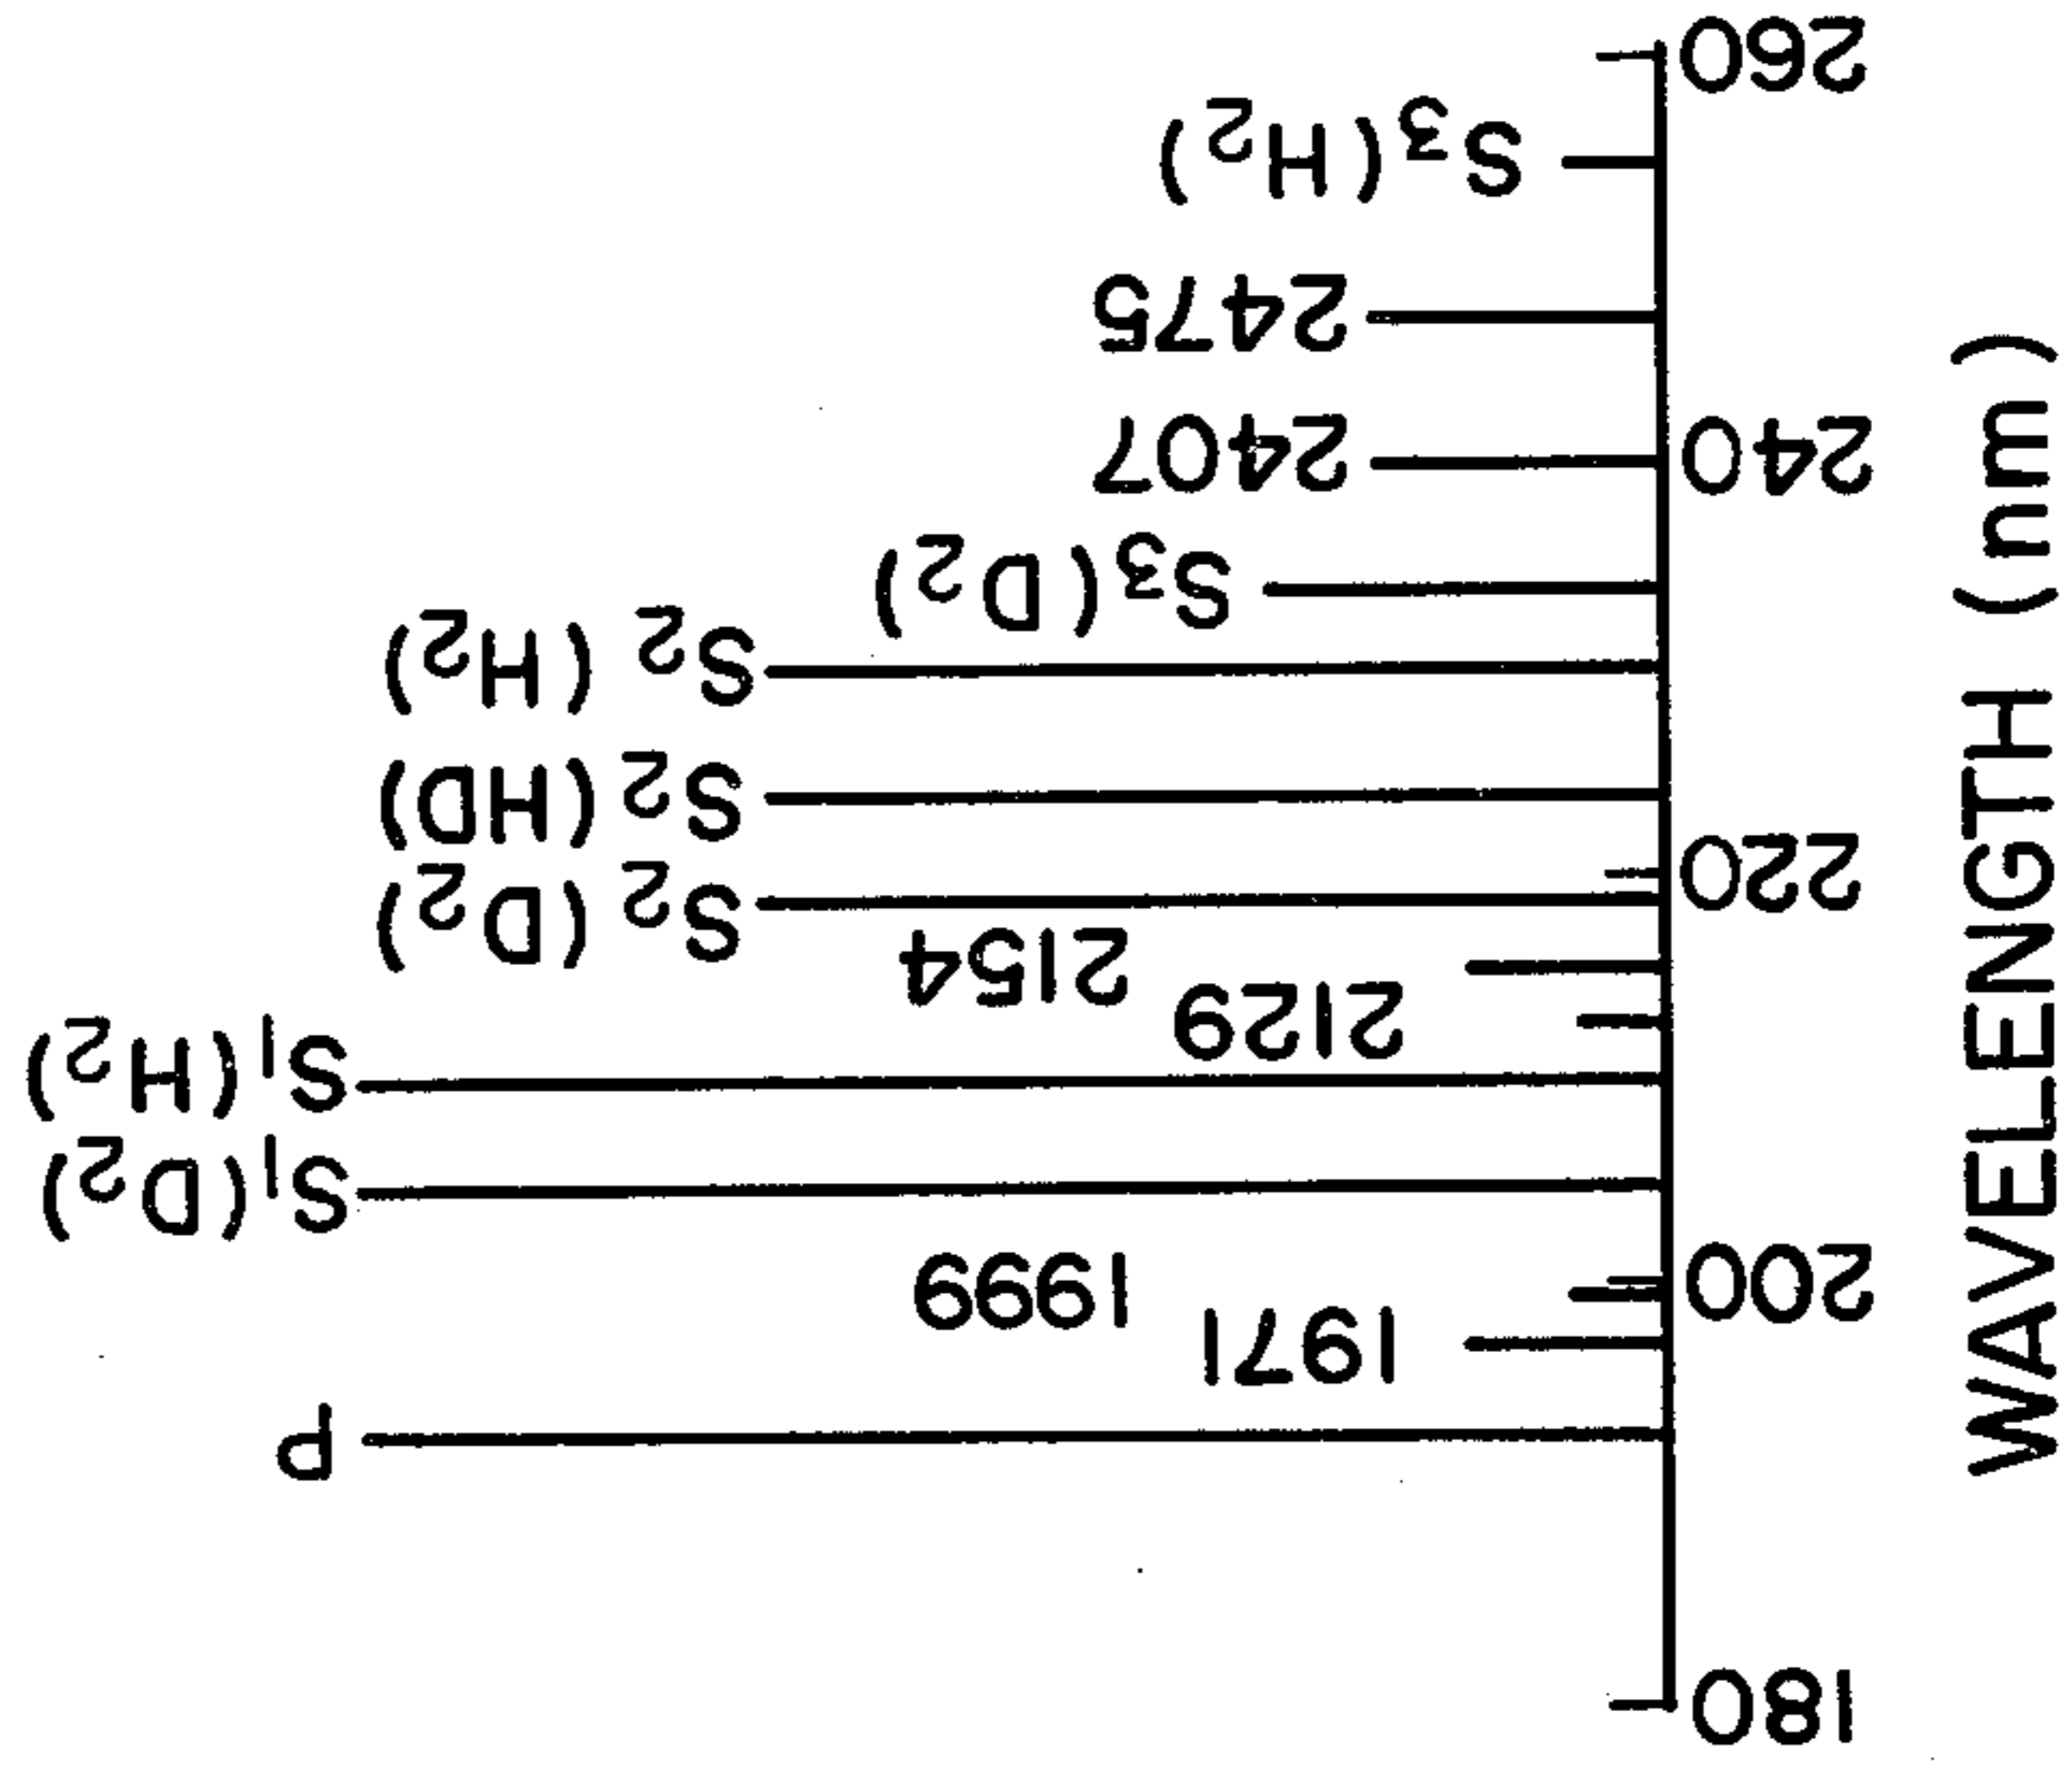 WAVELENGTH (nm)
180
P
1971
1999
200
S₁(D₂)
S₁(H₂)
2129
2154
S₂(D₂)
220
S₂(HD)
S₂(H₂)
S₃(D₂)
240
2407
2475
S₃(H₂)
260